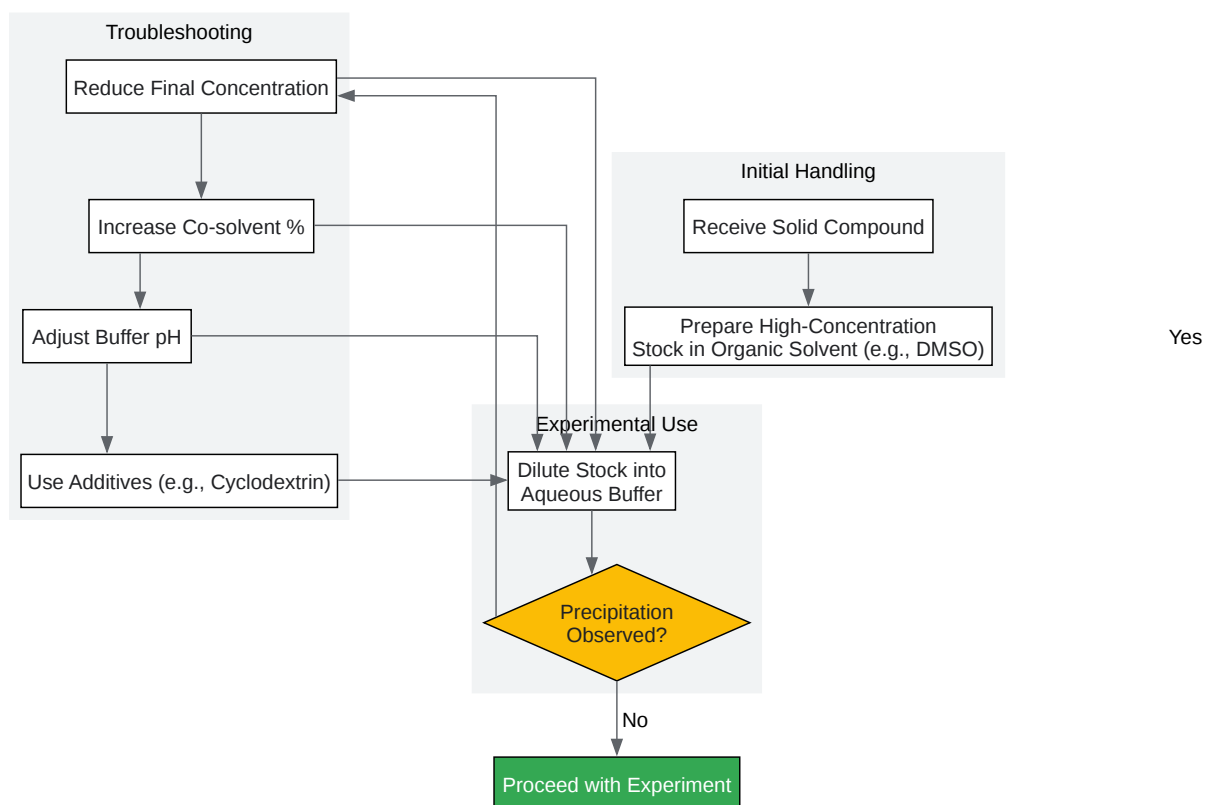 Troubleshooting
Reduce Final Concentration
Increase Co-solvent %
Adjust Buffer pH
Use Additives (e.g., Cyclodextrin)
Initial Handling
Receive Solid Compound
Prepare High-Concentration
Stock in Organic Solvent (e.g., DMSO)
Yes
Experimental Use
Dilute Stock into
Aqueous Buffer
Precipitation
Observed?
No
Proceed with Experiment